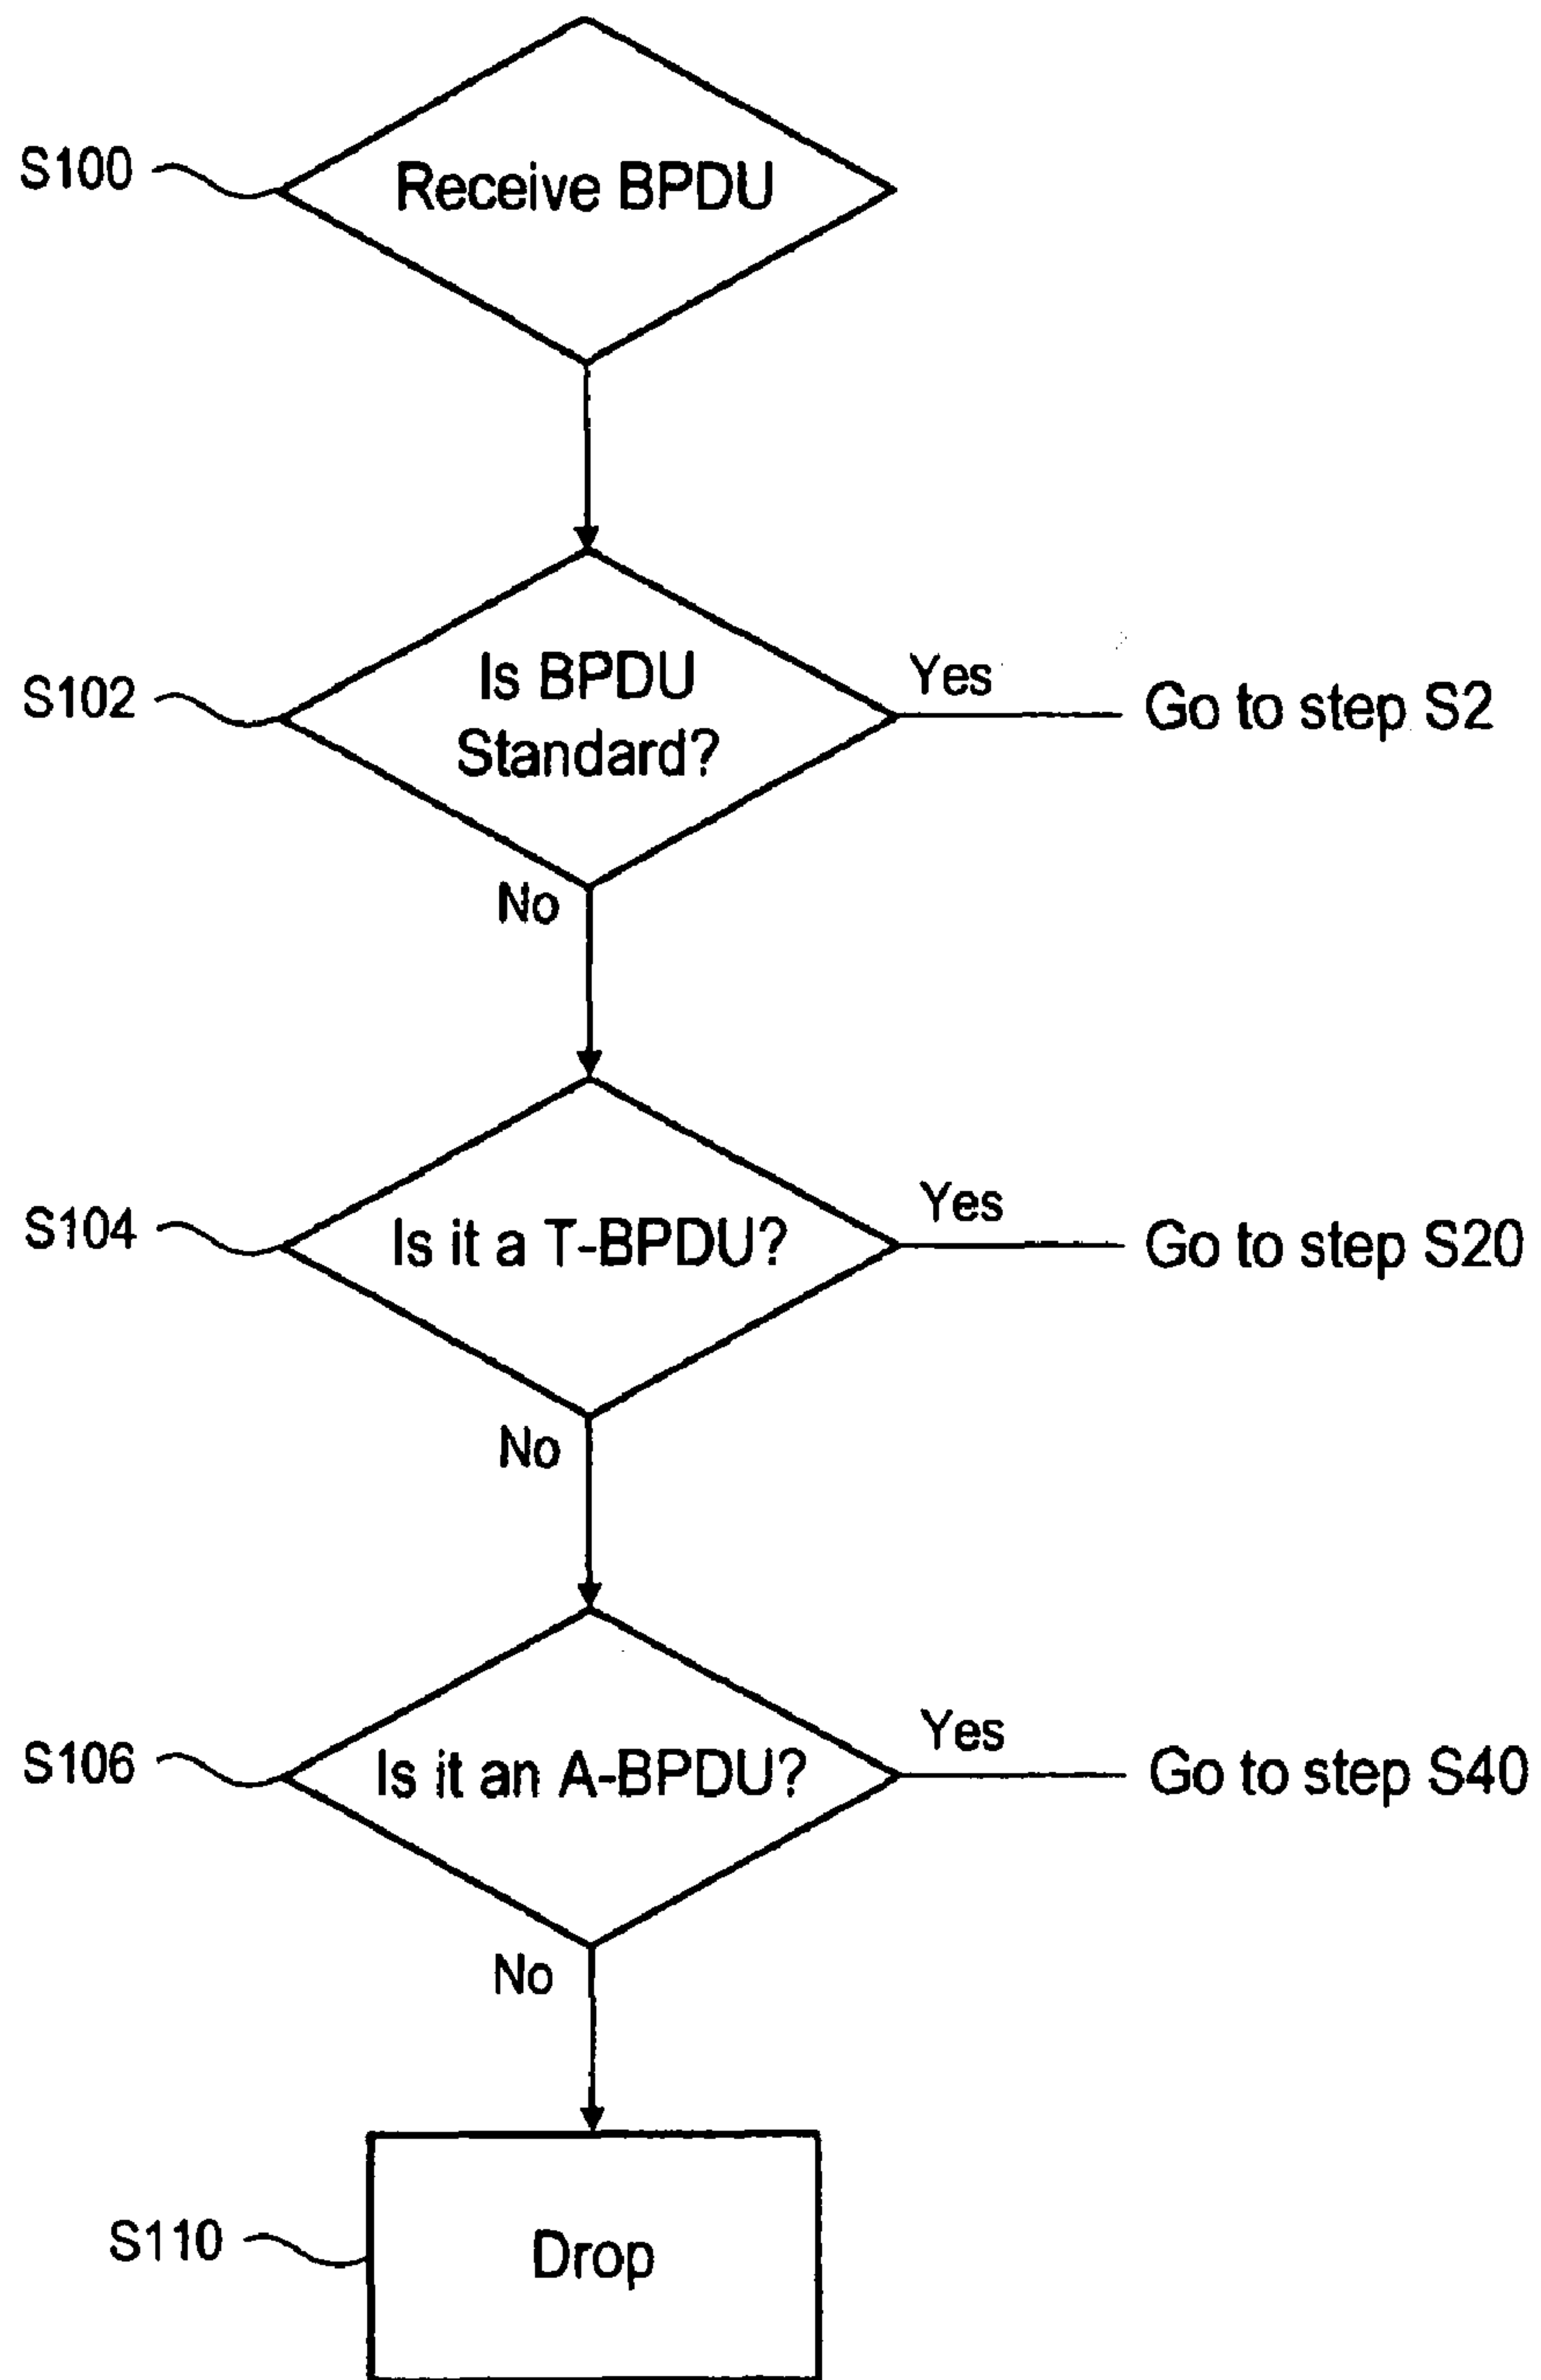 S100
Receive BPDU
S102
Is BPDU
Standard?
Yes
Go to step S2
No
S104
Is it a T-BPDU?
Yes
Go to step S20
No
S106
Is it an A-BPDU?
Yes
Go to step S40
No
S110
Drop